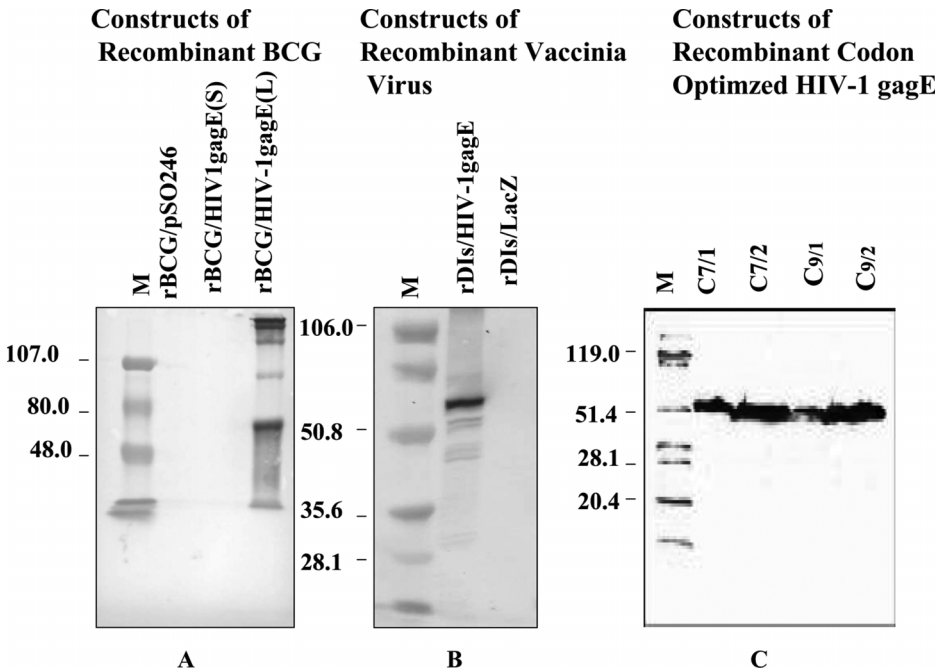 Constructs of
Recombinant BCG
Constructs of
Recombinant Vaccinia
Virus
Constructs of
Recombinant Codon
Optimzed HIV-1 gagE
M
rBCG/pSO246
rBCG/HIV1gagE(S)
rBCG/HIV-1gagE(L)
107.0
80.0
48.0
M
rDIs/HIV-1gagE
rDIs/LacZ
106.0
50.8
35.6
28.1
M
C7/1
C7/2
C9/1
C9/2
119.0
51.4
28.1
20.4
A
B
C